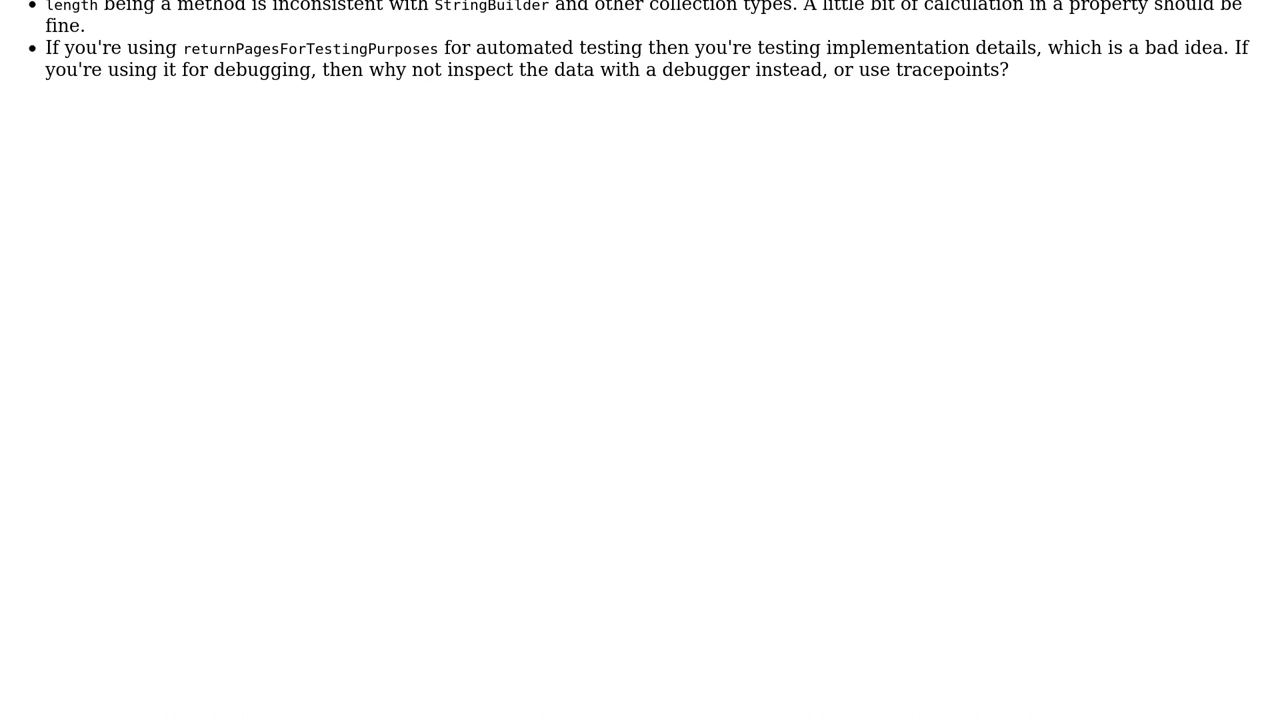 length being a method is inconsistent with StringBuilder and other collection types. A little bit of calculation in a property should be
fine.
If you're using returnPagesForTestingPurposes for automated testing then you're testing implementation details, which is a bad idea. If
you're using it for debugging, then why not inspect the data with a debugger instead, or use tracepoints?